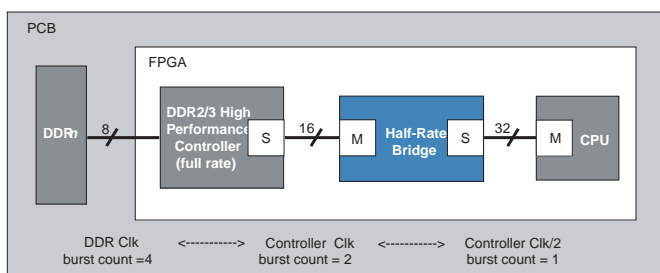 PCB
FPGA
DDRn
8
DDR2/3 High
Performance
Controller
(full rate)
S
16
M
Half-Rate
Bridge
S
32
M
CPU
DDR Clk <-----------> Controller Clk <-----------> Controller Clk/2
burst count =4 burst count = 2 burst count = 1